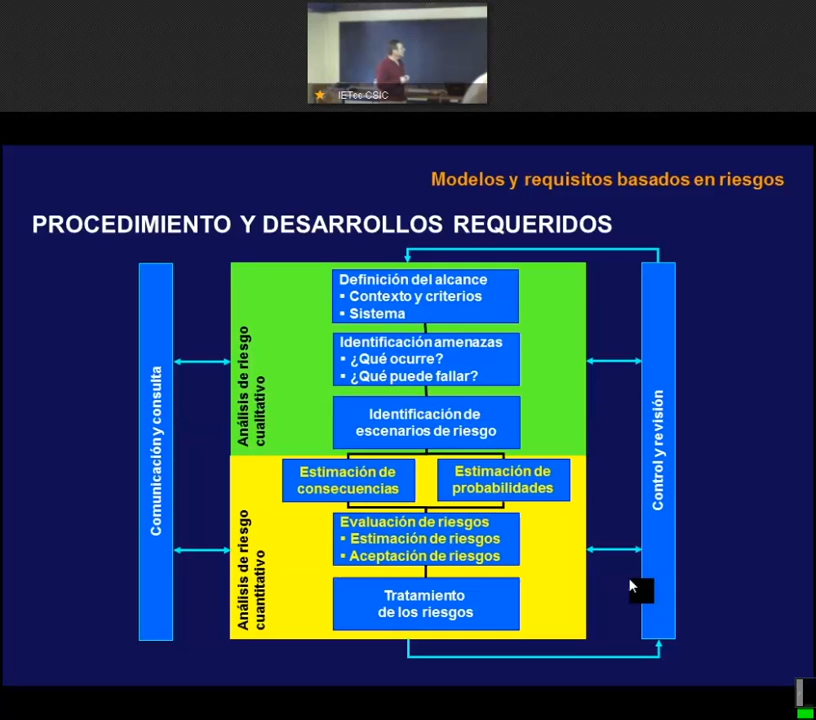 IETcc CSIC
Modelos y requisitos basados en riesgos
PROCEDIMIENTO Y DESARROLLOS REQUERIDOS
Comunicación y consulta
Análisis de riesgo
cualitativo
Definición del alcance
▪ Contexto y criterios
▪ Sistema
Identificación amenazas
▪ ¿Qué ocurre?
▪ ¿Qué puede fallar?
Identificación de
escenarios de riesgo
Análisis de riesgo
cuantitativo
Estimación de
consecuencias
Estimación de
probabilidades
Evaluación de riesgos
▪ Estimación de riesgos
▪ Aceptación de riesgos
Tratamiento
de los riesgos
Control y revisión